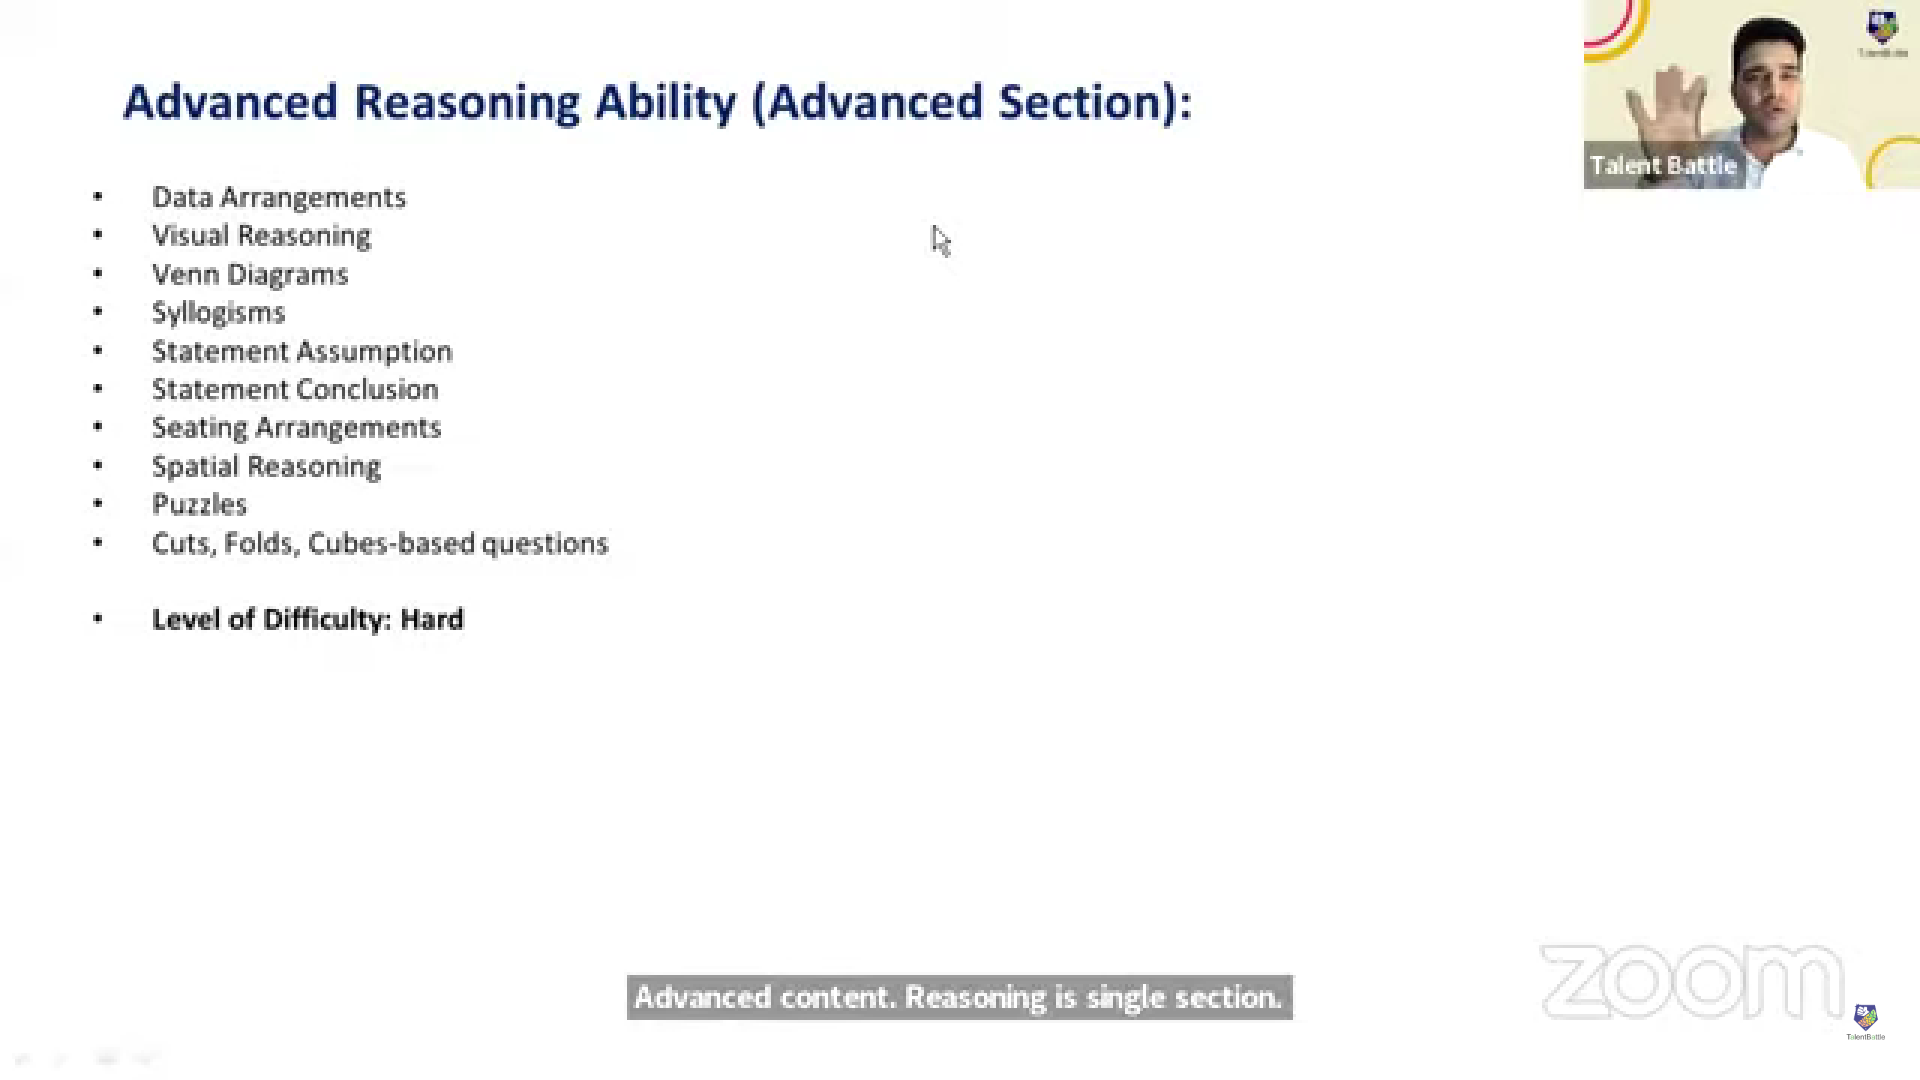 Advanced Reasoning Ability (Advanced Section):
• Data Arrangements
• Visual Reasoning
• Venn Diagrams
• Syllogisms
• Statement Assumption
• Statement Conclusion
• Seating Arrangements
• Spatial Reasoning
• Puzzles
• Cuts, Folds, Cubes-based questions
• Level of Difficulty: Hard
Talent Battle
Advanced content. Reasoning is single section.
zoom
TalentBattle